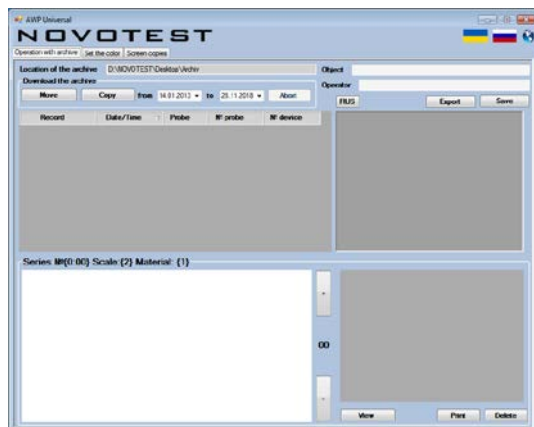 AWP Universal
NOVOTEST
Operation with archive Set the color Screen copies
Location of the archive D:\NOVOTEST\Desktop\Archiv Object
Download the archive Operator
Move Copy from 14.01.2013 to 26.11.2018 Abort RUS Export Save
Record Date/Time Probe № probe № device
Series №{0:00} Scale:{2} Material: {1}
00
View Print Delete